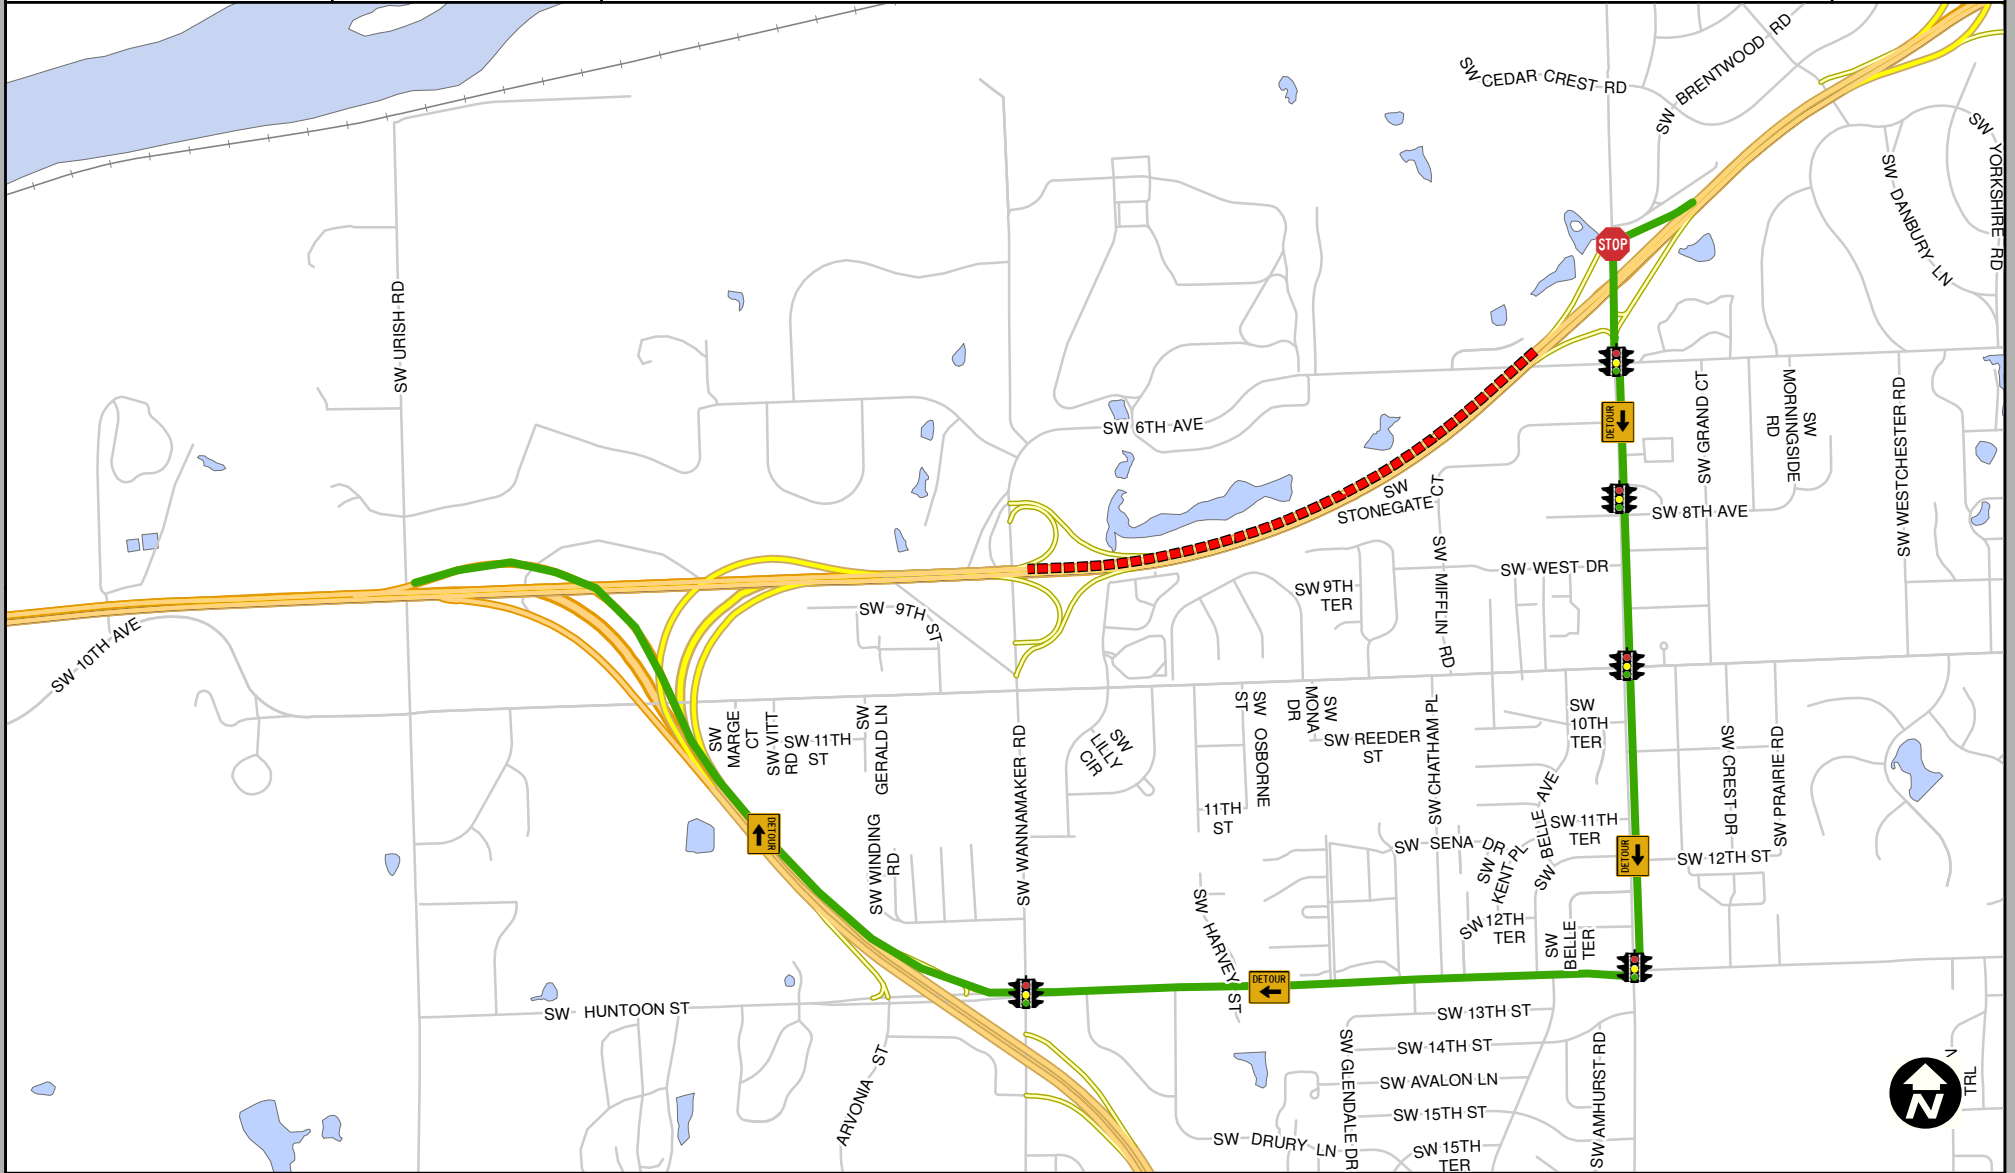 SW CEDAR CREST RD
SW BRENTWOOD RD
SW YORKSHIRE RD
SW DANBURY LN
STOP
SW URISH RD
DETOUR
SW GRAND CT
SW
MORNINGSIDE
RD
SW WESTCHESTER RD
SW 6TH AVE
SW
STONEGATE CT
SW 8TH AVE
SW WEST DR
SW MIFFLIN RD
SW 9TH
TER
SW 9TH ST
SW 10TH AVE
SW
MARGE
CT
SW VITT
RD
SW 11TH
ST
SW
GERALD LN
SW WANAMAKER RD
SW
LILLY
CIR
SW OSBORNE
ST
SW
MONA
DR
SW REEDER
ST
SW CHATHAM PL
SW
10TH
TER
SW CREST DR
SW PRAIRIE RD
11TH
ST
SW BELLE AVE
SW 11TH
TER
SW SENA DR
SW
KENT PL
DETOUR
SW 12TH ST
DETOUR
SW WINDING
RD
SW HARVEY ST
SW 12TH
TER
SW
BELLE
TER
DETOUR
SW HUNTOON ST
SW 13TH ST
SW 14TH ST
SW GLENDALE DR
SW AMHURST RD
SW AVALON LN
SW 15TH ST
ARVONIA ST
SW DRURY LN
SW 15TH
TER
TRL
N